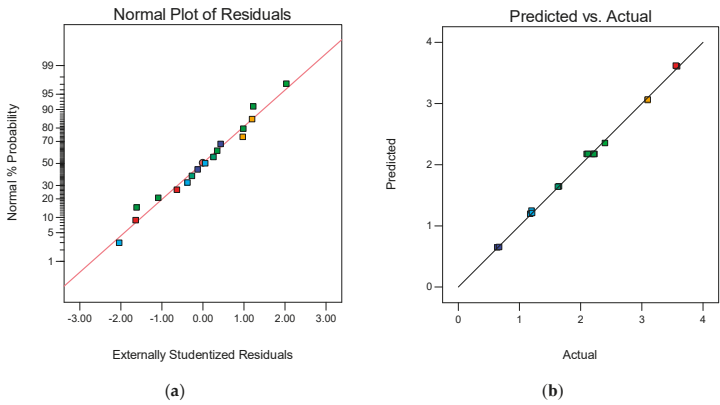 Normal Plot of Residuals
Normal % Probability
99
95
90
80
70
50
30
20
10
5
1
-3.00 -2.00 -1.00 0.00 1.00 2.00 3.00
Externally Studentized Residuals
(a)
Predicted vs. Actual
Predicted
4
3
2
1
0
0 1 2 3 4
Actual
(b)